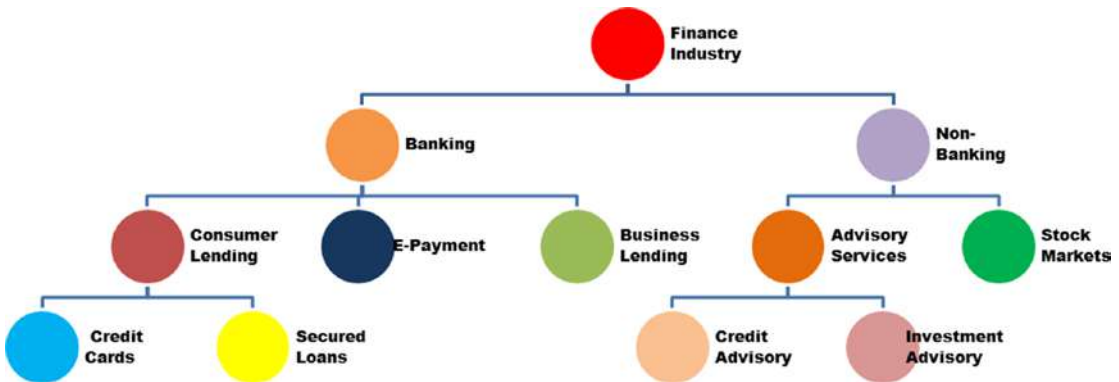 Finance
Industry
Banking
Non-
Banking
Consumer
Lending
E-Payment
Business
Lending
Advisory
Services
Stock
Markets
Credit
Cards
Secured
Loans
Credit
Advisory
Investment
Advisory